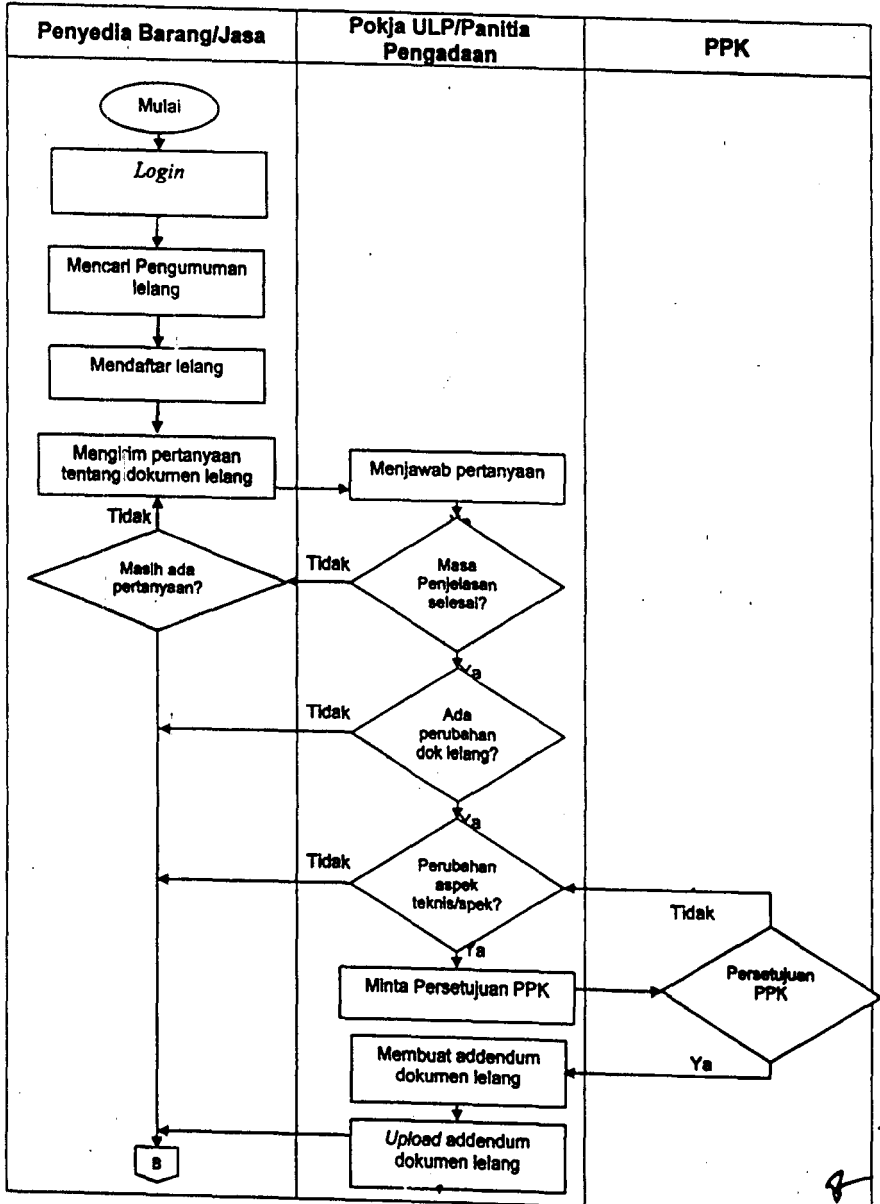 Penyedia Barang/Jasa
Pokja ULP/Panitia
Pengadaan
PPK
Mulai
Login
Mencari Pengumuman
lelang
Mendaftar lelang
Mengirim pertanyaan
tentang dokumen lelang
Menjawab pertanyaan
Tidak
Masih ada
pertanyaan?
Tidak
Masa
Penjelasan
selesai?
Ya
Tidak
Ada
perubahan
dok lelang?
Ya
Tidak
Perubahan
aspek
teknis/spek?
Tidak
Ya
Minta Persetujuan PPK
Persetujuan
PPK
Membuat addendum
dokumen lelang
Ya
Upload addendum
dokumen lelang
B